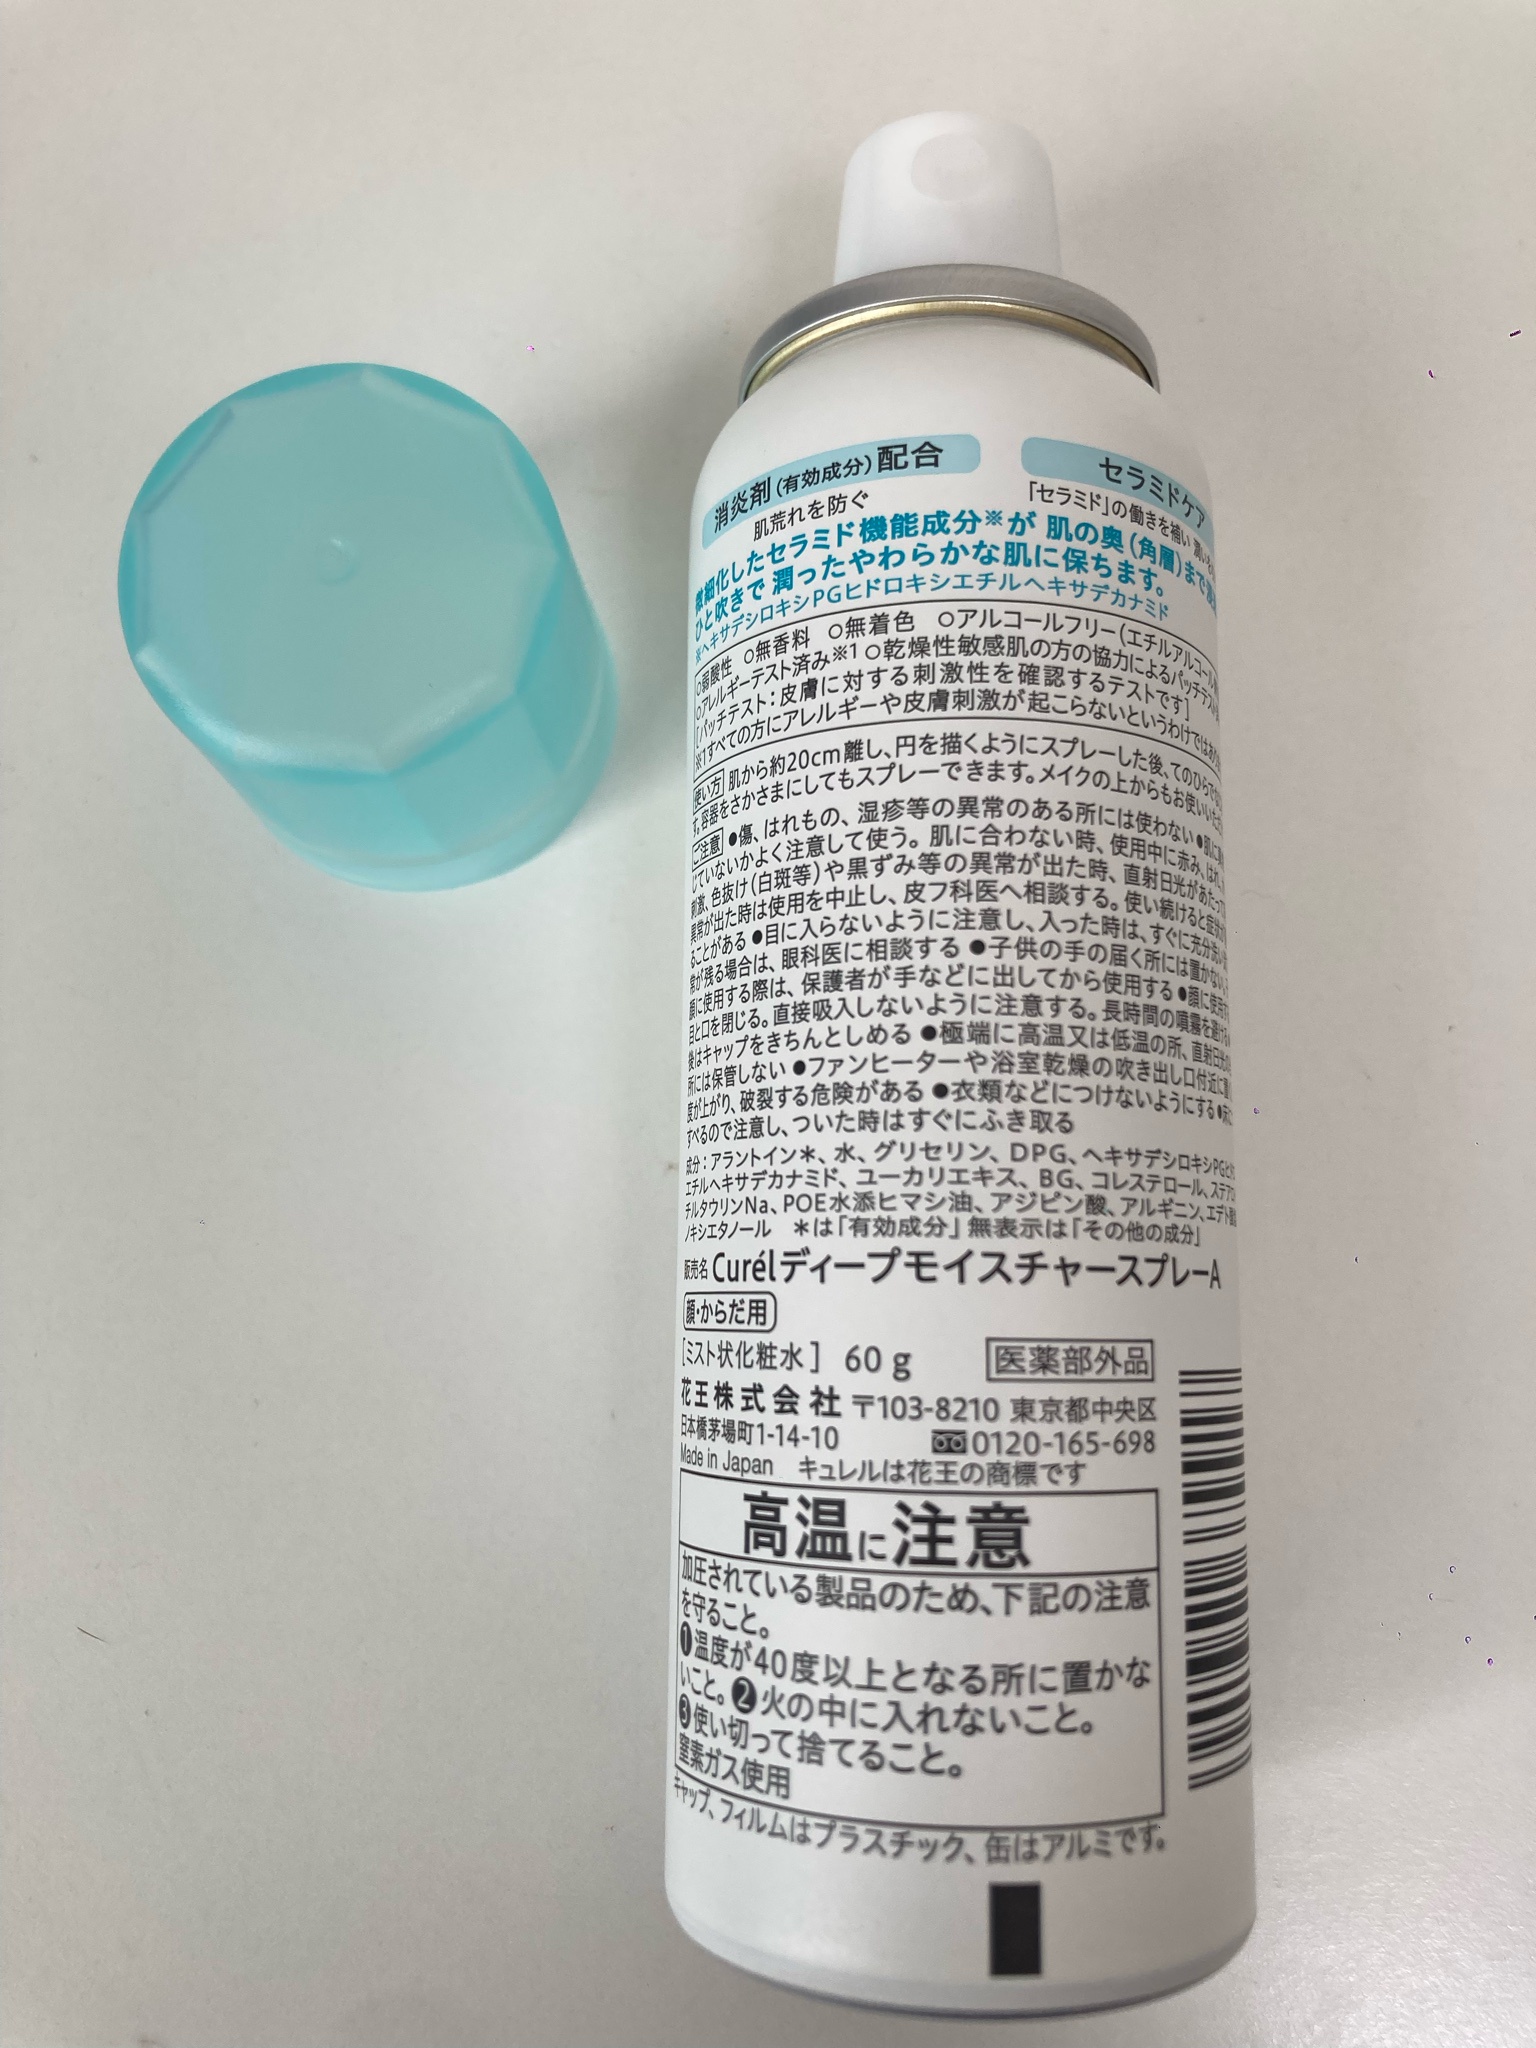 消炎剤(有効成分)配合
セラミドケア
肌荒れを防ぐ
「セラミド」の働きを補い 潤い
微細化したセラミド機能成分※が 肌の奥(角層)まで
ひと吹きで 潤ったやわらかな肌に保ちます。
※ヘキサデシロキシPGヒドロキシエチルヘキサデカナミド
○弱酸性 ○無香料 ○無着色 ○アルコールフリー(エチルアルコール
○アレルギーテスト済み※1 ○乾燥性敏感肌の方の協力によるパッチテスト
[パッチテスト:皮膚に対する刺激性を確認するテストです]
※1すべての方にアレルギーや皮膚刺激が起こらないというわけでは
使い方 肌から約20cm離し、円を描くようにスプレーした後、てのひらで
す。容器をさかさまにしてもスプレーできます。メイクの上からもお使いいただ
ご注意 ●傷、はれもの、湿疹等の異常のある所には使わない ●肌に
じていないかよく注意して使う。肌に合わない時、使用中に赤み、はれ、
刺激、色抜け(白斑等)や黒ずみ等の異常が出た時、直射日光があたって
異常が出た時は使用を中止し、皮フ科医へ相談する。使い続けると症状が
ることがある ●目に入らないように注意し、入った時は、すぐに充分洗い
常が残る場合は、眼科医に相談する ●子供の手の届く所には置かない。
顔に使用する際は、保護者が手などに出してから使用する ●顔に使用
目と口を閉じる。直接吸入しないように注意する。長時間の噴霧を避ける
後はキャップをきちんとしめる ●極端に高温又は低温の所、直射日光の
所には保管しない ●ファンヒーターや浴室乾燥の吹き出し口付近に置
度が上がり、破裂する危険がある ●衣類などにつけないようにする ●床に
すべるので注意し、ついた時はすぐにふき取る
成分:アラントイン*、水、グリセリン、DPG、ヘキサデシロキシPGヒド
エチルヘキサデカナミド、ユーカリエキス、BG、コレステロール、ステアロ
チルタウリンNa、POE水添ヒマシ油、アジピン酸、アルギニン、エデト酸
ノキシエタノール *は「有効成分」無表示は「その他の成分」
販売名 Curélディープモイスチャースプレーa
顔・からだ用
[ミスト状化粧水] 60 g 医薬部外品
花王株式会社 〒103-8210 東京都中央区
日本橋茅場町1-14-10 0120-165-698
Made in Japan キュレルは花王の商標です
高温に注意
加圧されている製品のため、下記の注意
を守ること。
❶温度が40度以上となる所に置かな
いこと。❷火の中に入れないこと。
❸使い切って捨てること。
窒素ガス使用
キャップ、フィルムはプラスチック、缶はアルミです。